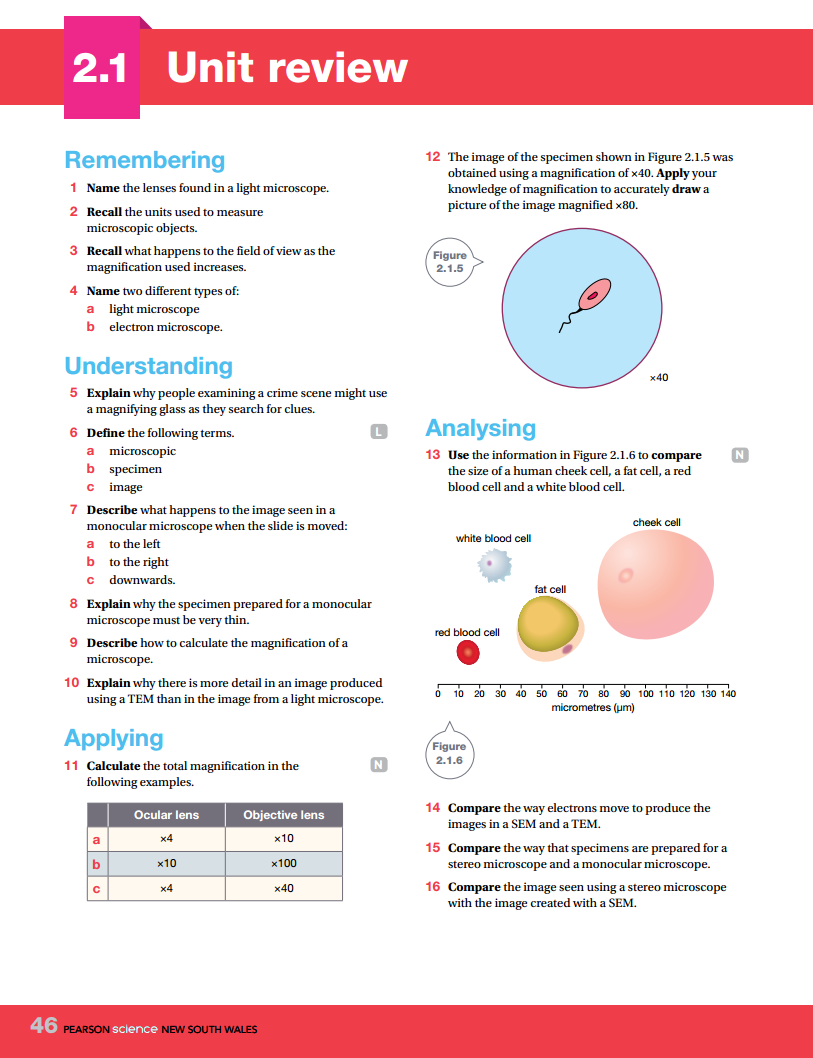 2.1 Unit review
Remembering
1 Name the lenses found in a light microscope.
2 Recall the units used to measure
microscopic objects.
3 Recall what happens to the field of view as the
magnification used increases.
4 Name two different types of:
a light microscope
b electron microscope.
Understanding
5 Explain why people examining a crime scene might use
a magnifying glass as they search for clues.
6 Define the following terms. L
a microscopic
b specimen
c image
7 Describe what happens to the image seen in a
monocular microscope when the slide is moved:
a to the left
b to the right
c downwards.
8 Explain why the specimen prepared for a monocular
microscope must be very thin.
9 Describe how to calculate the magnification of a
microscope.
10 Explain why there is more detail in an image produced
using a TEM than in the image from a light microscope.
Applying
11 Calculate the total magnification in the N
following examples.
Ocular lens Objective lens
a ×4 ×10
b ×10 ×100
c ×4 ×40
12 The image of the specimen shown in Figure 2.1.5 was
obtained using a magnification of ×40. Apply your
knowledge of magnification to accurately draw a
picture of the image magnified ×80.
Figure
2.1.5
×40
Analysing
13 Use the information in Figure 2.1.6 to compare N
the size of a human cheek cell, a fat cell, a red
blood cell and a white blood cell.
cheek cell
white blood cell
fat cell
red blood cell
0 10 20 30 40 50 60 70 80 90 100 110 120 130 140
micrometres (µm)
Figure
2.1.6
14 Compare the way electrons move to produce the
images in a SEM and a TEM.
15 Compare the way that specimens are prepared for a
stereo microscope and a monocular microscope.
16 Compare the image seen using a stereo microscope
with the image created with a SEM.
46 PEARSON science NEW SOUTH WALES